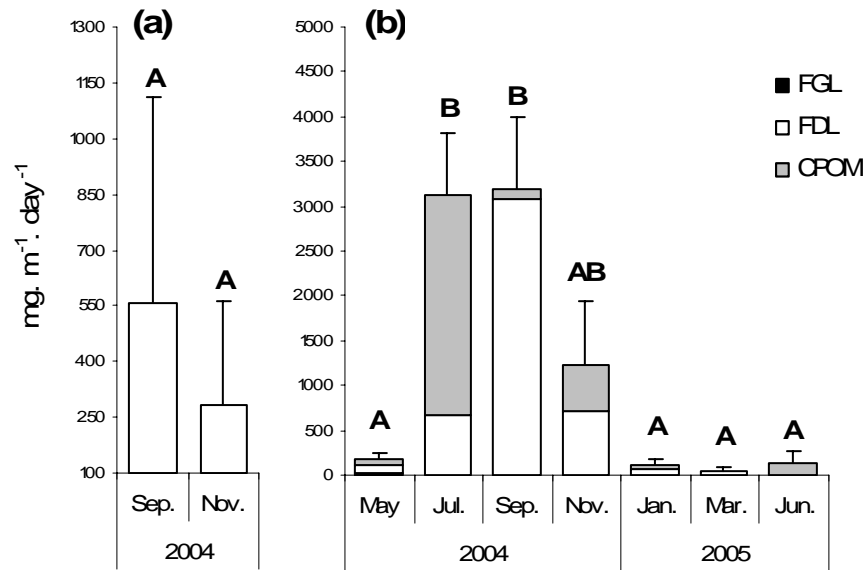 (a)
mg. m-1. day-1
1300
1150
1000
850
700
550
400
250
100
A
A
Sep. Nov.
2004
(b)
5000
4500
4000
3500
3000
2500
2000
1500
1000
500
0
A
B
B
AB
A
A
A
May Jul. Sep. Nov. Jan. Mar. Jun.
2004 2005
FGL
FDL
CPOM